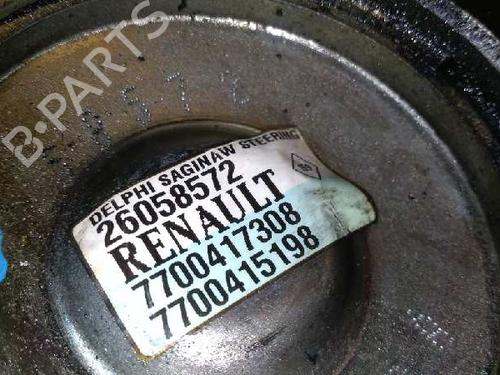 B-PARTS
DELPHI SAGINAW STEERING
26058572
RENAULT
7700417308
7700415198